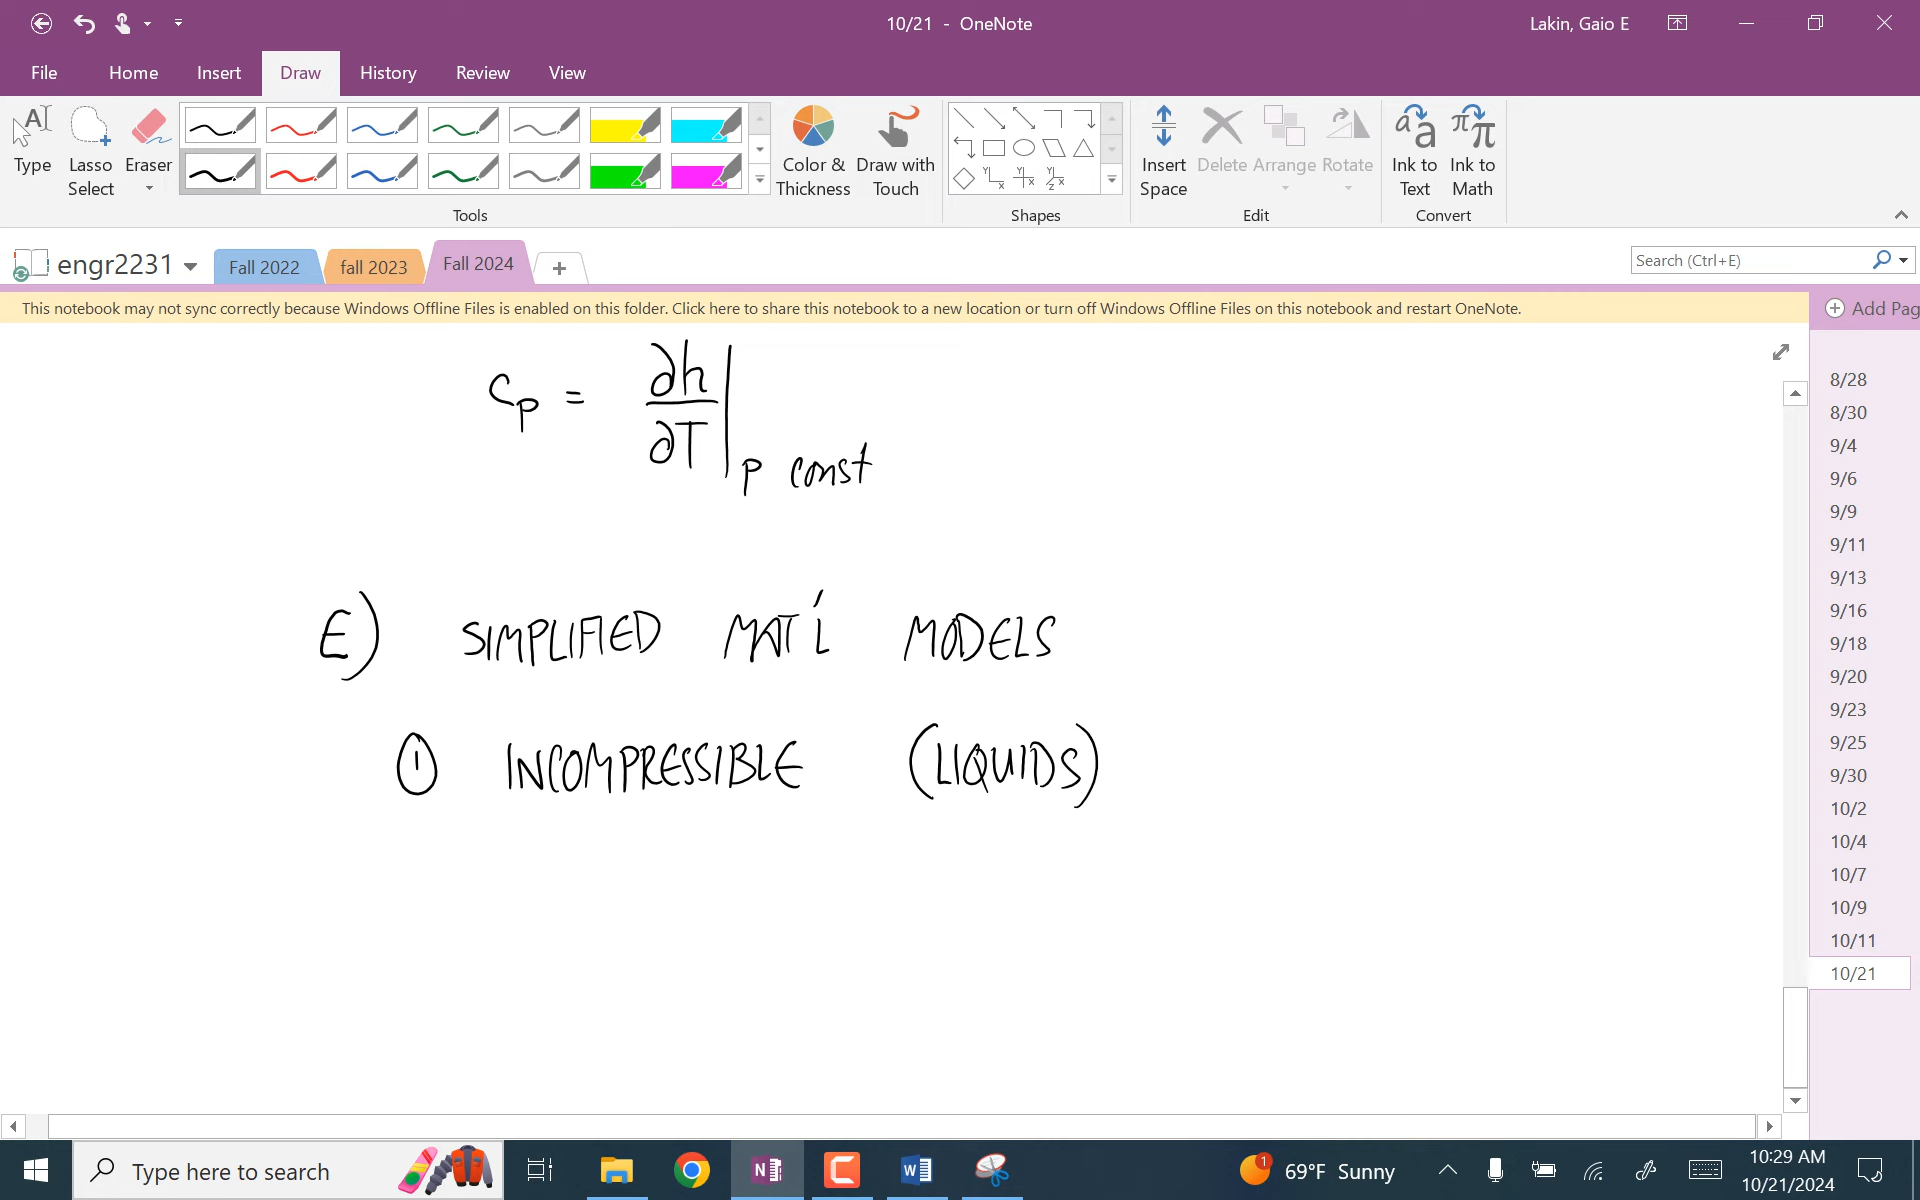 10/21 - OneNote
Lakin, Gaio E
File Home Insert Draw History Review View
Type
Lasso Select
Eraser
Color & Thickness
Draw with Touch
Insert Space
Delete
Arrange
Rotate
Ink to Text
Ink to Math
Tools
Shapes
Edit
Convert
engr2231
Fall 2022
fall 2023
Fall 2024
Search (Ctrl+E)
This notebook may not sync correctly because Windows Offline Files is enabled on this folder. Click here to share this notebook to a new location or turn off Windows Offline Files on this notebook and restart OneNote.
Add Pag
Cp = ∂h/∂T | p const
E) SIMPLIFIED MAT'L MODELS
① INCOMPRESSIBLE (LIQUIDS)
8/28
8/30
9/4
9/6
9/9
9/11
9/13
9/16
9/18
9/20
9/23
9/25
9/30
10/2
10/4
10/7
10/9
10/11
10/21
Type here to search
69°F Sunny
10:29 AM
10/21/2024